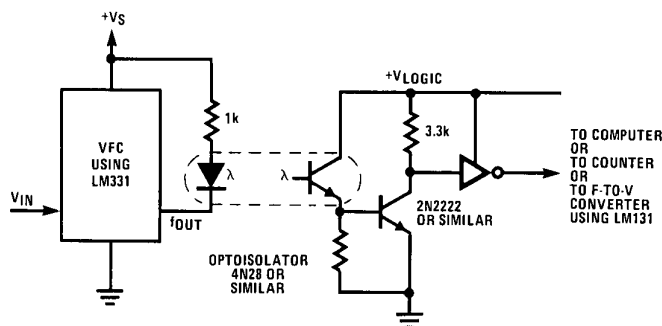 +VS
1k
VFC
USING
LM331
VIN
fOUT
λ
λ
OPTOISOLATOR
4N28 OR
SIMILAR
+VLOGIC
3.3k
2N2222
OR SIMILAR
TO COMPUTER
OR
TO COUNTER
OR
TO F-TO-V
CONVERTER
USING LM131